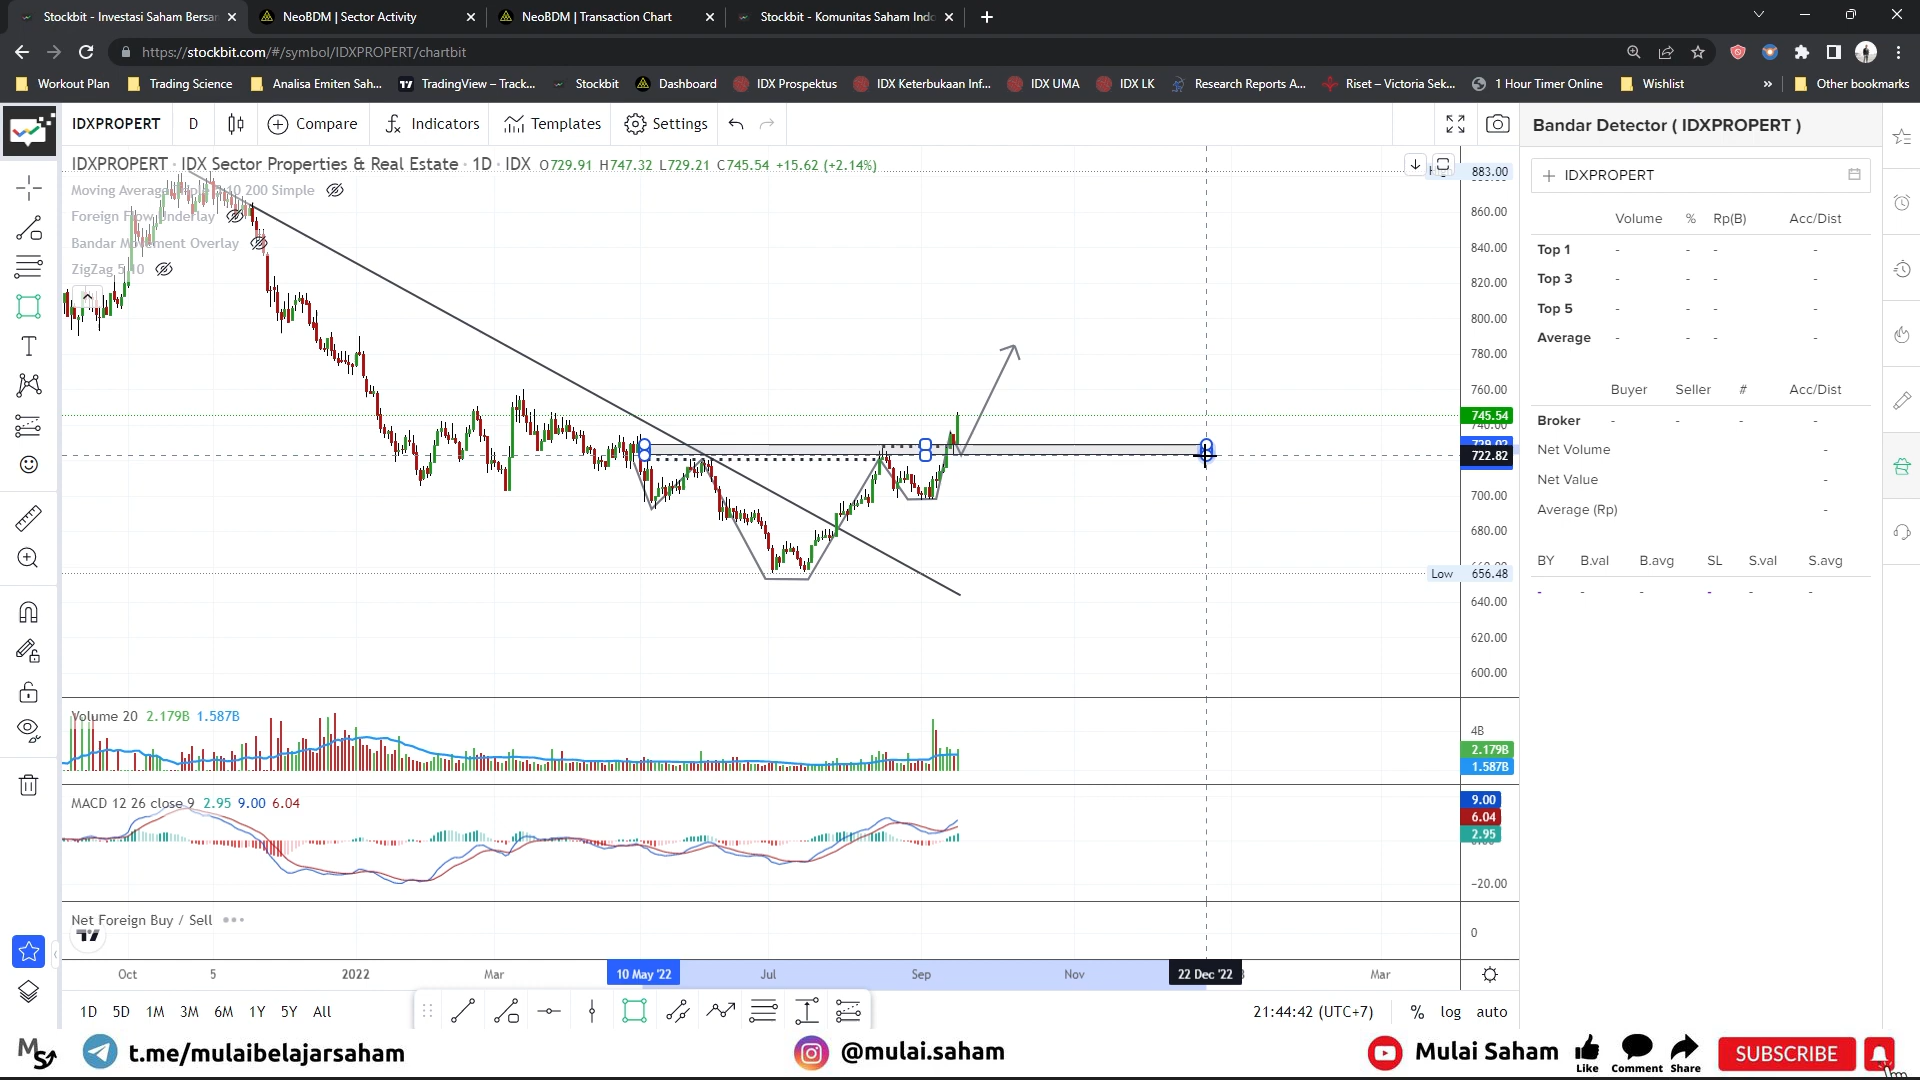 Stockbit - Investasi Saham Bersar
NeoBDM | Sector Activity
NeoBDM | Transaction Chart
Stockbit - Komunitas Saham Indo
https://stockbit.com/#/symbol/IDXPROPERT/chartbit
Workout Plan
Trading Science
Analisa Emiten Sah...
TradingView – Track...
Stockbit
Dashboard
IDX Prospektus
IDX Keterbukaan Inf...
IDX UMA
IDX LK
Research Reports A...
Riset – Victoria Sek...
1 Hour Timer Online
Wishlist
»
Other bookmarks
IDXPROPERT
D
Compare
Indicators
Templates
Settings
Bandar Detector ( IDXPROPERT )
IDXPROPERT · IDX Sector Properties & Real Estate · 1D · IDX O729.91 H747.32 L729.21 C745.54 +15.62 (+2.14%)
200 Simple
Foreign Flow Underlay
Bandar Movement Overlay
ZigZag 5 10
883.00
860.00
840.00
820.00
800.00
780.00
760.00
745.54
740.00
722.82
700.00
680.00
Low 656.48
640.00
620.00
600.00
IDXPROPERT
Volume % Rp(B) Acc/Dist
Top 1 - - - -
Top 3 - - - -
Top 5 - - - -
Average - - - -
Buyer Seller # Acc/Dist
Broker - - - -
Net Volume -
Net Value -
Average (Rp) -
BY B.val B.avg SL S.val S.avg
- - - - - -
Volume 20 2.179B 1.587B
4B
2.179B
1.587B
MACD 12 26 close 9 2.95 9.00 6.04
9.00
6.04
2.95
−20.00
Net Foreign Buy / Sell
0
Oct
5
2022
Mar
10 May '22
Jul
Sep
Nov
22 Dec '22
Mar
1D 5D 1M 3M 6M 1Y 5Y All
21:44:42 (UTC+7)
% log auto
MS
t.me/mulaibelajarsaham
@mulai.saham
Mulai Saham
Like
Comment
Share
SUBSCRIBE